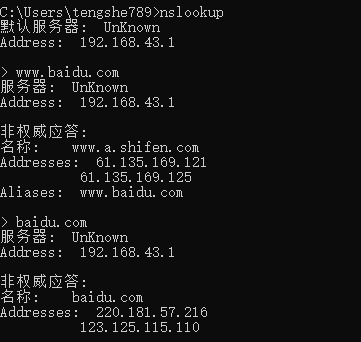 C:\Users\tengshe789>nslookup
默认服务器:  UnKnown
Address:  192.168.43.1
> www.baidu.com
服务器:  UnKnown
Address:  192.168.43.1
非权威应答:
名称:    www.a.shifen.com
Addresses:  61.135.169.121
          61.135.169.125
Aliases:  www.baidu.com
> baidu.com
服务器:  UnKnown
Address:  192.168.43.1
非权威应答:
名称:    baidu.com
Addresses:  220.181.57.216
          123.125.115.110